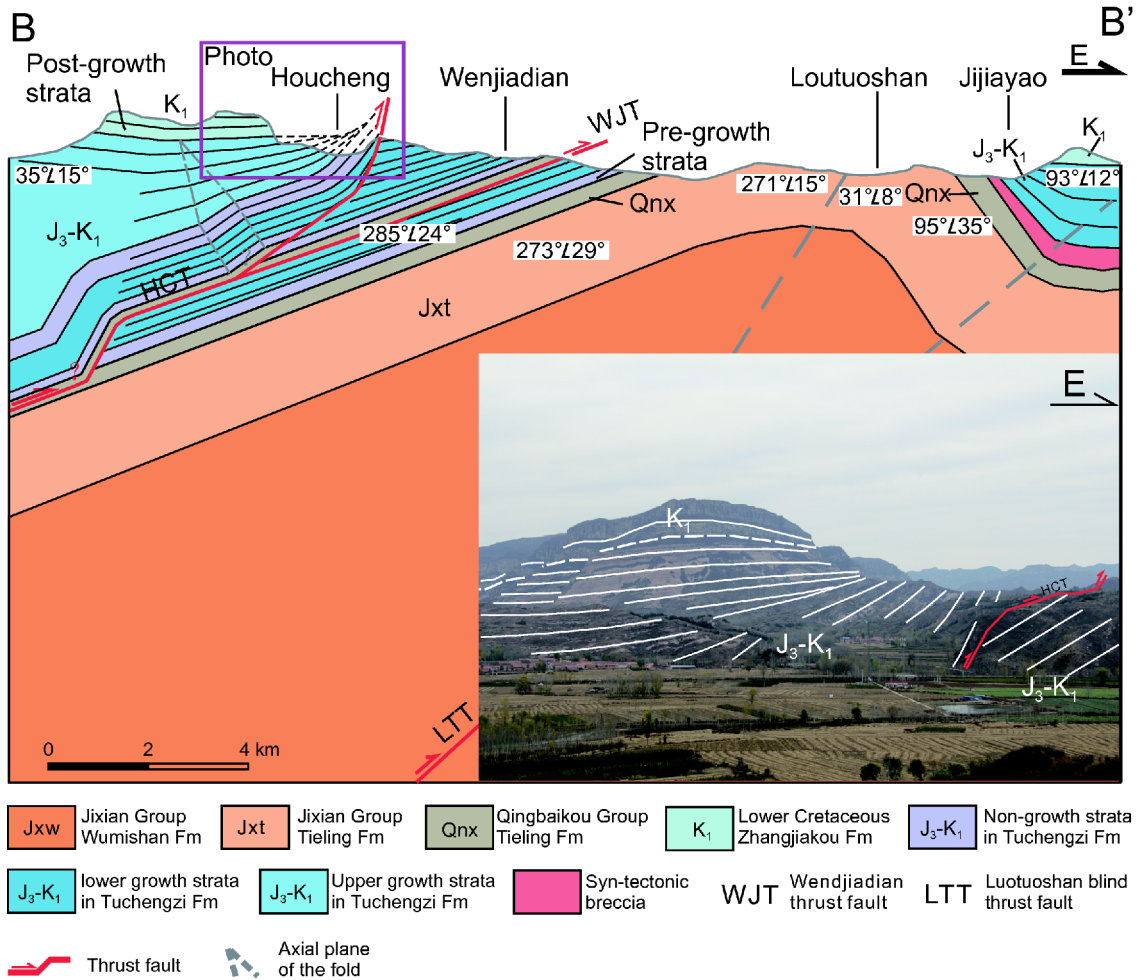 B
B'
E
Photo
Post-growth
strata
K₁
Houcheng
Wenjiadian
Loutuoshan
Jijiayao
WJT
Pre-growth
strata
J₃-K₁
K₁
35°∠15°
271°∠15°
31°∠8°
Qnx
93°∠12°
J₃-K₁
Qnx
95°∠35°
285°∠24°
273°∠29°
HCT
Jxt
E
K₁
HCT
J₃-K₁
J₃-K₁
LTT
0 2 4 km
Jxw Jixian Group
Wumishan Fm
Jxt Jixian Group
Tieling Fm
Qnx Qingbaikou Group
Tieling Fm
K₁ Lower Cretaceous
Zhangjiakou Fm
J₃-K₁ Non-growth strata
in Tuchengzi Fm
J₃-K₁ lower growth strata
in Tuchengzi Fm
J₃-K₁ Upper growth strata
in Tuchengzi Fm
Syn-tectonic
breccia
WJT Wendjiadian
thrust fault
LTT Luotuoshan blind
thrust fault
Thrust fault
Axial plane
of the fold